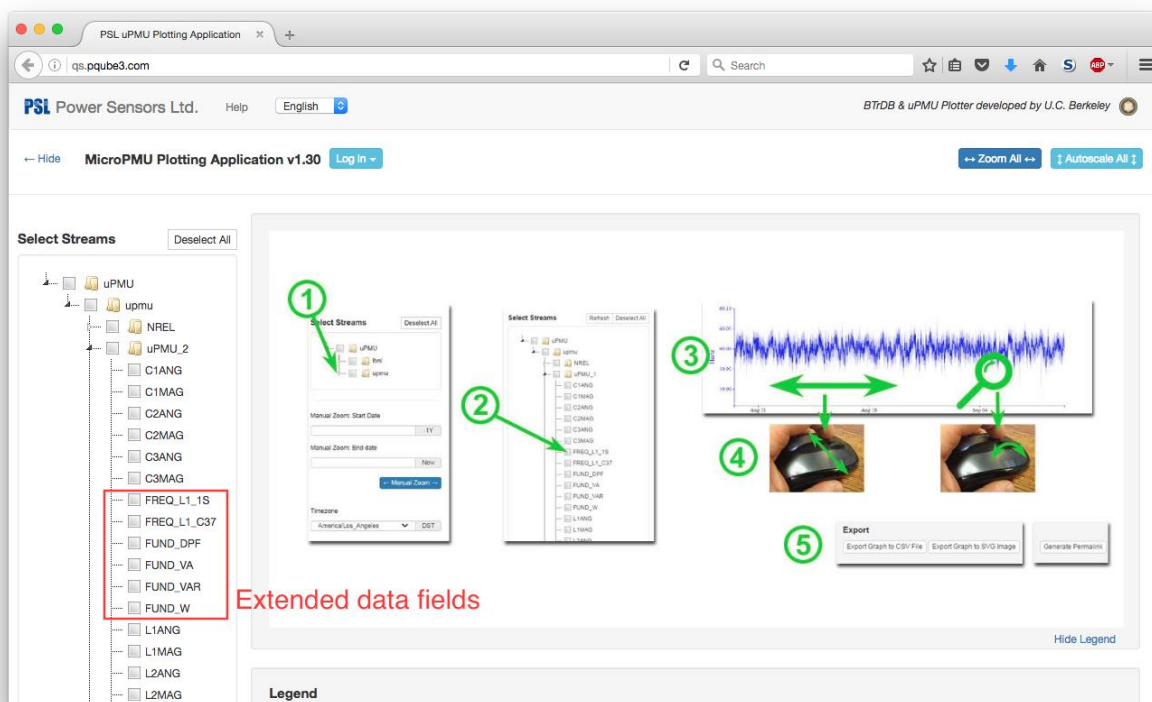 PSL uPMU Plotting Application
qs.pqube3.com
Search
ABP
PSL Power Sensors Ltd.
Help
English
BTrDB & uPMU Plotter developed by U.C. Berkeley
← Hide
MicroPMU Plotting Application v1.30
Log in
↔ Zoom All ↔
↕ Autoscale All ↕
Select Streams
Deselect All
uPMU
upmu
NREL
uPMU_2
C1ANG
C1MAG
C2ANG
C2MAG
C3ANG
C3MAG
FREQ_L1_1S
FREQ_L1_C37
FUND_DPF
FUND_VA
FUND_VAR
FUND_W
L1ANG
L1MAG
L2ANG
L2MAG
Extended data fields
1
Select Streams
Deselect All
uPMU
lbnl
upmu
Manual Zoom: Start Date
-1Y
Manual Zoom: End date
Now
← Manual Zoom →
Timezone
America/Los_Angeles
DST
2
Select Streams
Refresh
Deselect All
uPMU
upmu
NREL
uPMU_1
C1ANG
C1MAG
C2ANG
C2MAG
C3ANG
C3MAG
FREQ_L1_1S
FREQ_L1_C37
FUND_DPF
FUND_VA
FUND_VAR
FUND_W
L1ANG
L1MAG
L2ANG
3
4
5
Export
Export Graph to CSV File
Export Graph to SVG Image
Generate Permalink
Hide Legend
Legend